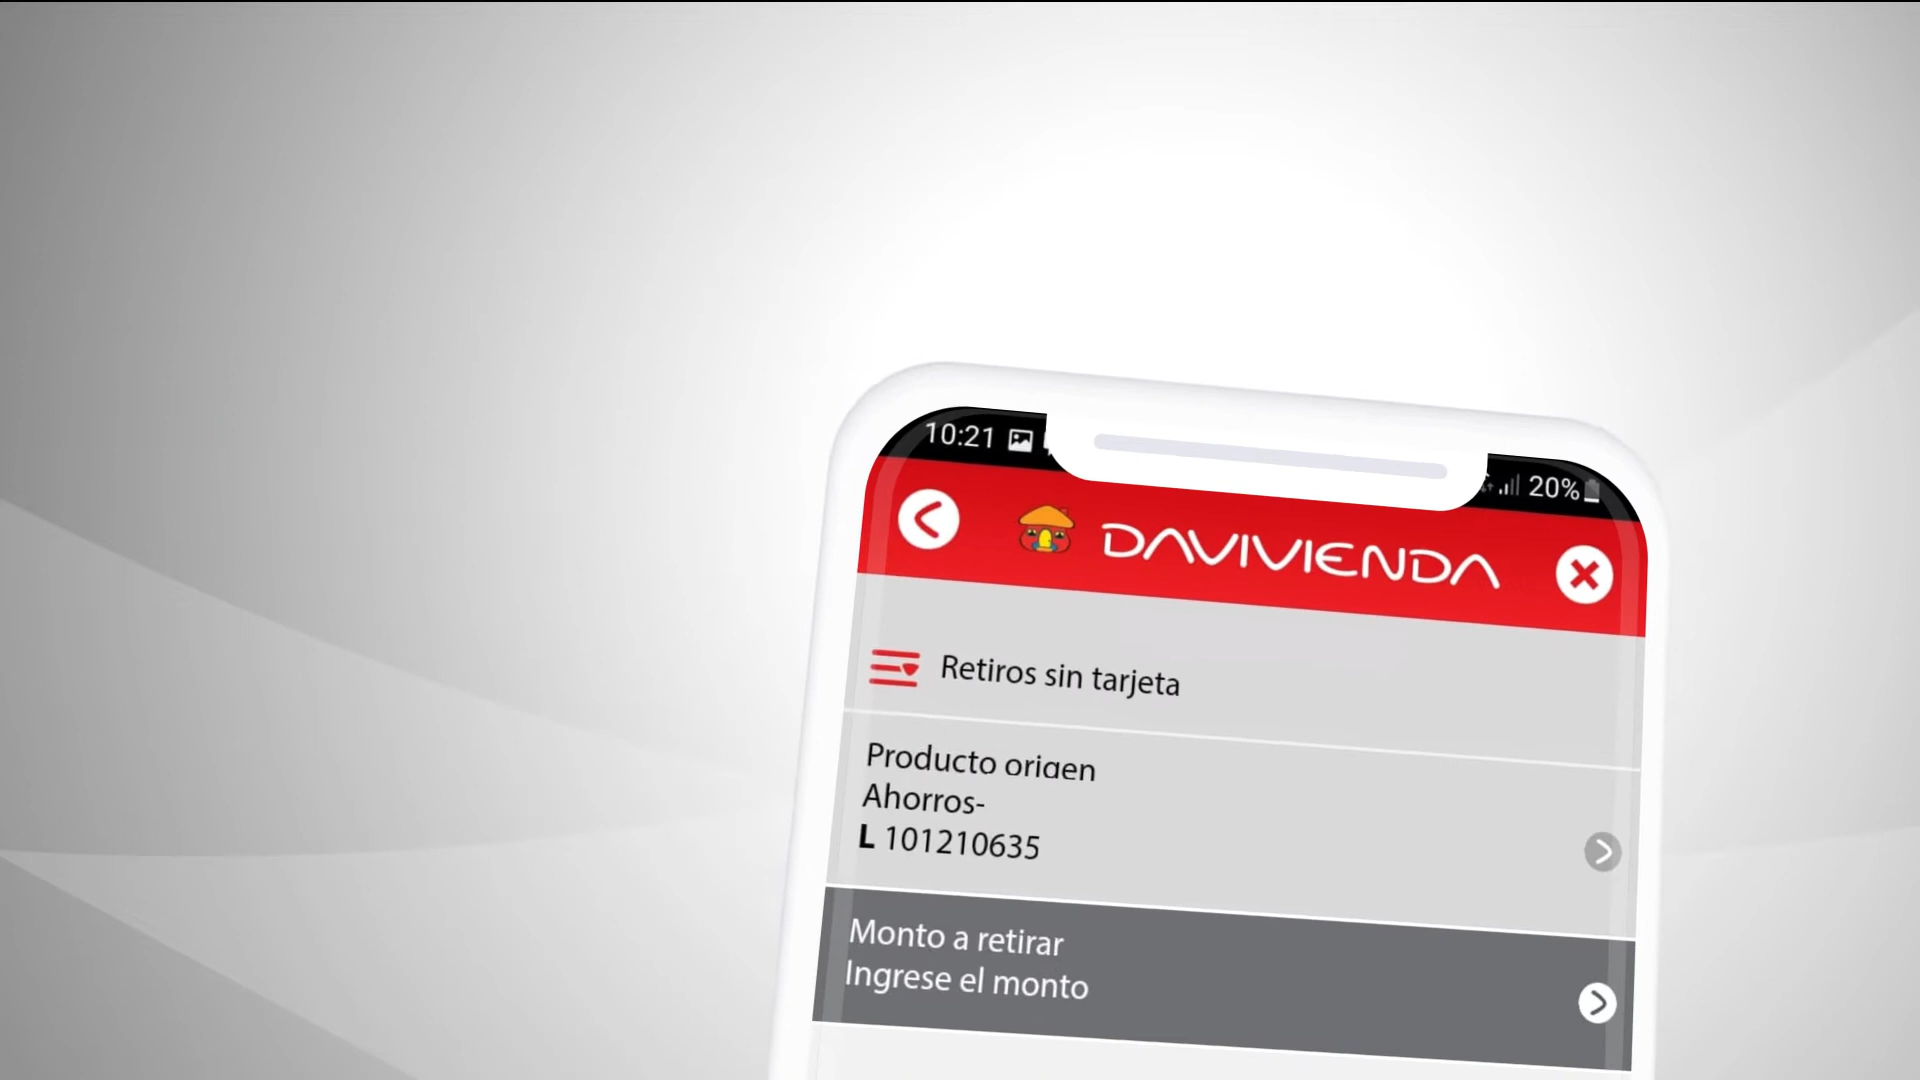 10:21
20%
DAVIVIENDA
Retiros sin tarjeta
Producto origen
Ahorros-
L 101210635
Monto a retirar
Ingrese el monto